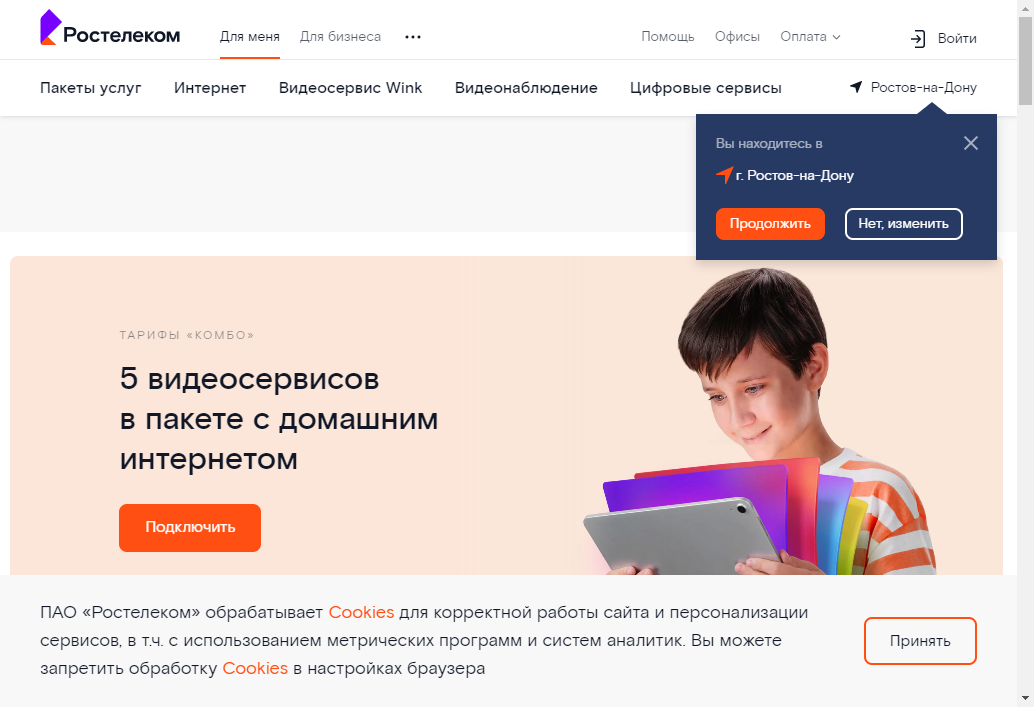 Ростелеком
Для меня
Для бизнеса
...
Помощь
Офисы
Оплата
Войти
Пакеты услуг
Интернет
Видеосервис Wink
Видеонаблюдение
Цифровые сервисы
Ростов-на-Дону
Вы находитесь в
г. Ростов-на-Дону
Продолжить
Нет, изменить
ТАРИФЫ «КОМБО»
5 видеосервисов
в пакете с домашним
интернетом
Подключить
ПАО «Ростелеком» обрабатывает Cookies для корректной работы сайта и персонализации
сервисов, в т.ч. с использованием метрических программ и систем аналитик. Вы можете
запретить обработку Cookies в настройках браузера
Принять